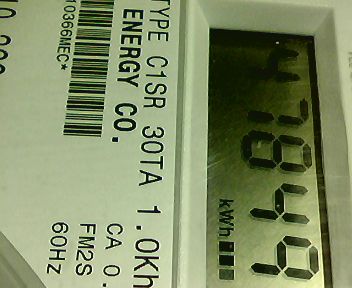 47849
kWh
TYPE C1SR 30TA 1.0Kh
ENERGY CO.
CA 0.
FM2S
60Hz
10366MEC*